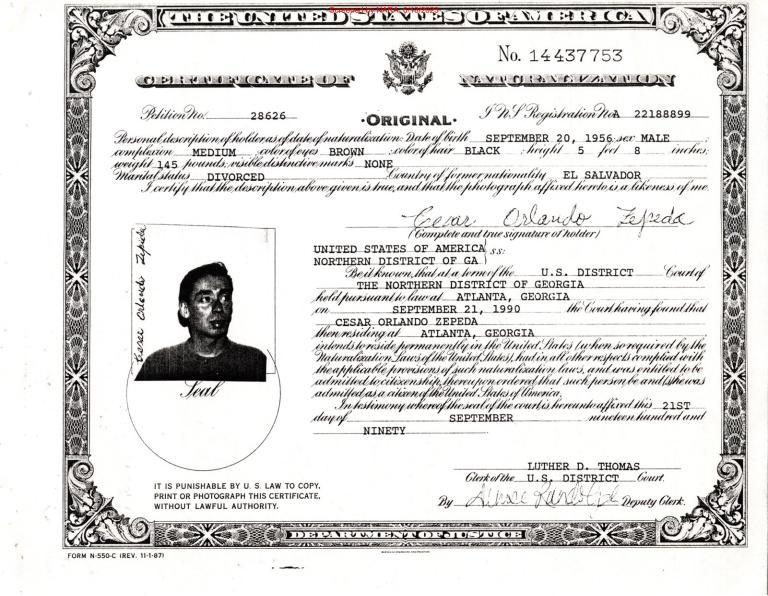 THE UNITED STATES OF AMERICA
No. 14437753
CERTIFICATE OF NATURALIZATION
Petition No. 28626
·ORIGINAL·
I N S Registration No. A 22188899
Personal description of holder as of date of naturalization: Date of birth SEPTEMBER 20, 1956 sex MALE
complexion MEDIUM color of eyes BROWN color of hair BLACK height 5 feet 8 inches;
weight 145 pounds; visible distinctive marks NONE
Marital status DIVORCED Country of former nationality EL SALVADOR
I certify that the description above given is true, and that the photograph affixed hereto is a likeness of me.
Cesar Orlando Zepeda
(Complete and true signature of holder)
Cesar Orlando Zepeda
Seal
UNITED STATES OF AMERICA
NORTHERN DISTRICT OF GA
ss:
Be it known, that at a term of the U.S. DISTRICT Court of
THE NORTHERN DISTRICT OF GEORGIA
held pursuant to law at ATLANTA, GEORGIA
on SEPTEMBER 21, 1990 the Court having found that
CESAR ORLANDO ZEPEDA
then residing at ATLANTA, GEORGIA
intends to reside permanently in the United States (when so required by the
Naturalization Laws of the United States), had in all other respects complied with
the applicable provisions of such naturalization laws, and was entitled to be
admitted to citizenship, thereupon ordered that such person be and (s)he was
admitted as a citizen of the United States of America.
In testimony whereof the seal of the court is hereunto affixed this 21ST
day of SEPTEMBER nineteen hundred and
NINETY
LUTHER D. THOMAS
Clerk of the U.S. DISTRICT Court.
By Deputy Clerk.
IT IS PUNISHABLE BY U. S. LAW TO COPY,
PRINT OR PHOTOGRAPH THIS CERTIFICATE,
WITHOUT LAWFUL AUTHORITY.
DEPARTMENT OF JUSTICE
FORM N-550-C (REV. 11-1-87)